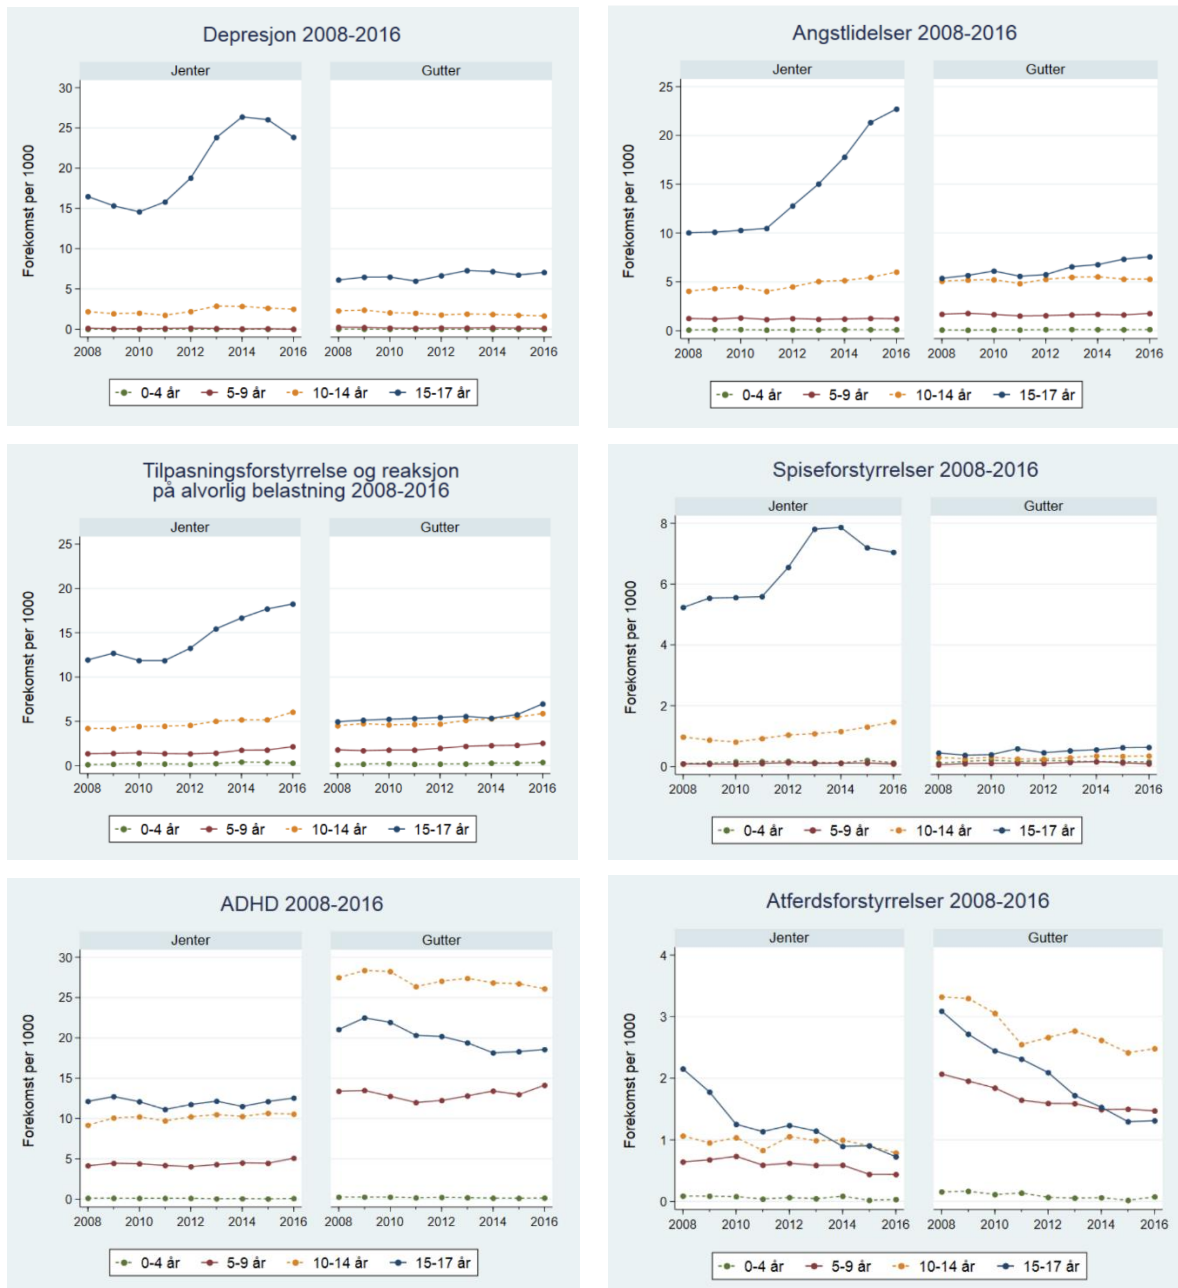 Depresjon 2008-2016
Jenter
Gutter
Forekomst per 1000
30
25
20
15
10
5
0
2008 2010 2012 2014 2016
2008 2010 2012 2014 2016
0-4 år 5-9 år 10-14 år 15-17 år
Angstlidelser 2008-2016
Jenter
Gutter
Forekomst per 1000
25
20
15
10
5
0
2008 2010 2012 2014 2016
2008 2010 2012 2014 2016
0-4 år 5-9 år 10-14 år 15-17 år
Tilpasningsforstyrrelse og reaksjon
på alvorlig belastning 2008-2016
Jenter
Gutter
Forekomst per 1000
25
20
15
10
5
0
2008 2010 2012 2014 2016
2008 2010 2012 2014 2016
0-4 år 5-9 år 10-14 år 15-17 år
Spiseforstyrrelser 2008-2016
Jenter
Gutter
Forekomst per 1000
8
6
4
2
0
2008 2010 2012 2014 2016
2008 2010 2012 2014 2016
0-4 år 5-9 år 10-14 år 15-17 år
ADHD 2008-2016
Jenter
Gutter
Forekomst per 1000
30
25
20
15
10
5
0
2008 2010 2012 2014 2016
2008 2010 2012 2014 2016
0-4 år 5-9 år 10-14 år 15-17 år
Atferdsforstyrrelser 2008-2016
Jenter
Gutter
Forekomst per 1000
4
3
2
1
0
2008 2010 2012 2014 2016
2008 2010 2012 2014 2016
0-4 år 5-9 år 10-14 år 15-17 år